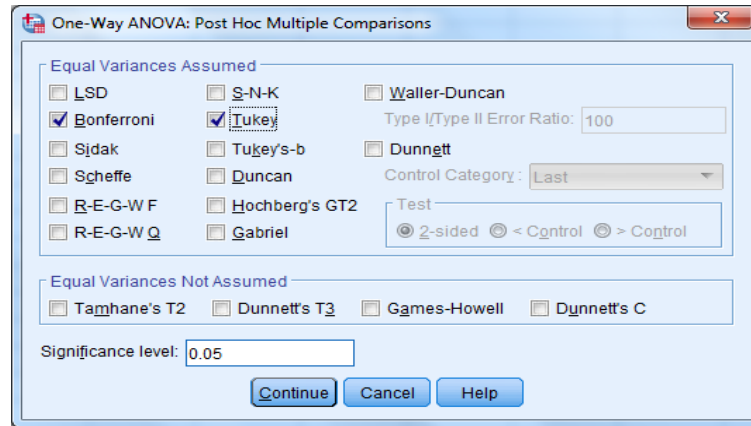 One-Way ANOVA: Post Hoc Multiple Comparisons
Equal Variances Assumed
LSD S-N-K Waller-Duncan
Bonferroni Tukey Type I/Type II Error Ratio: 100
Sidak Tukey's-b Dunnett
Scheffe Duncan Control Category: Last
R-E-G-W F Hochberg's GT2 Test
R-E-G-W Q Gabriel 2-sided < Control > Control
Equal Variances Not Assumed
Tamhane's T2 Dunnett's T3 Games-Howell Dunnett's C
Significance level: 0.05
Continue Cancel Help